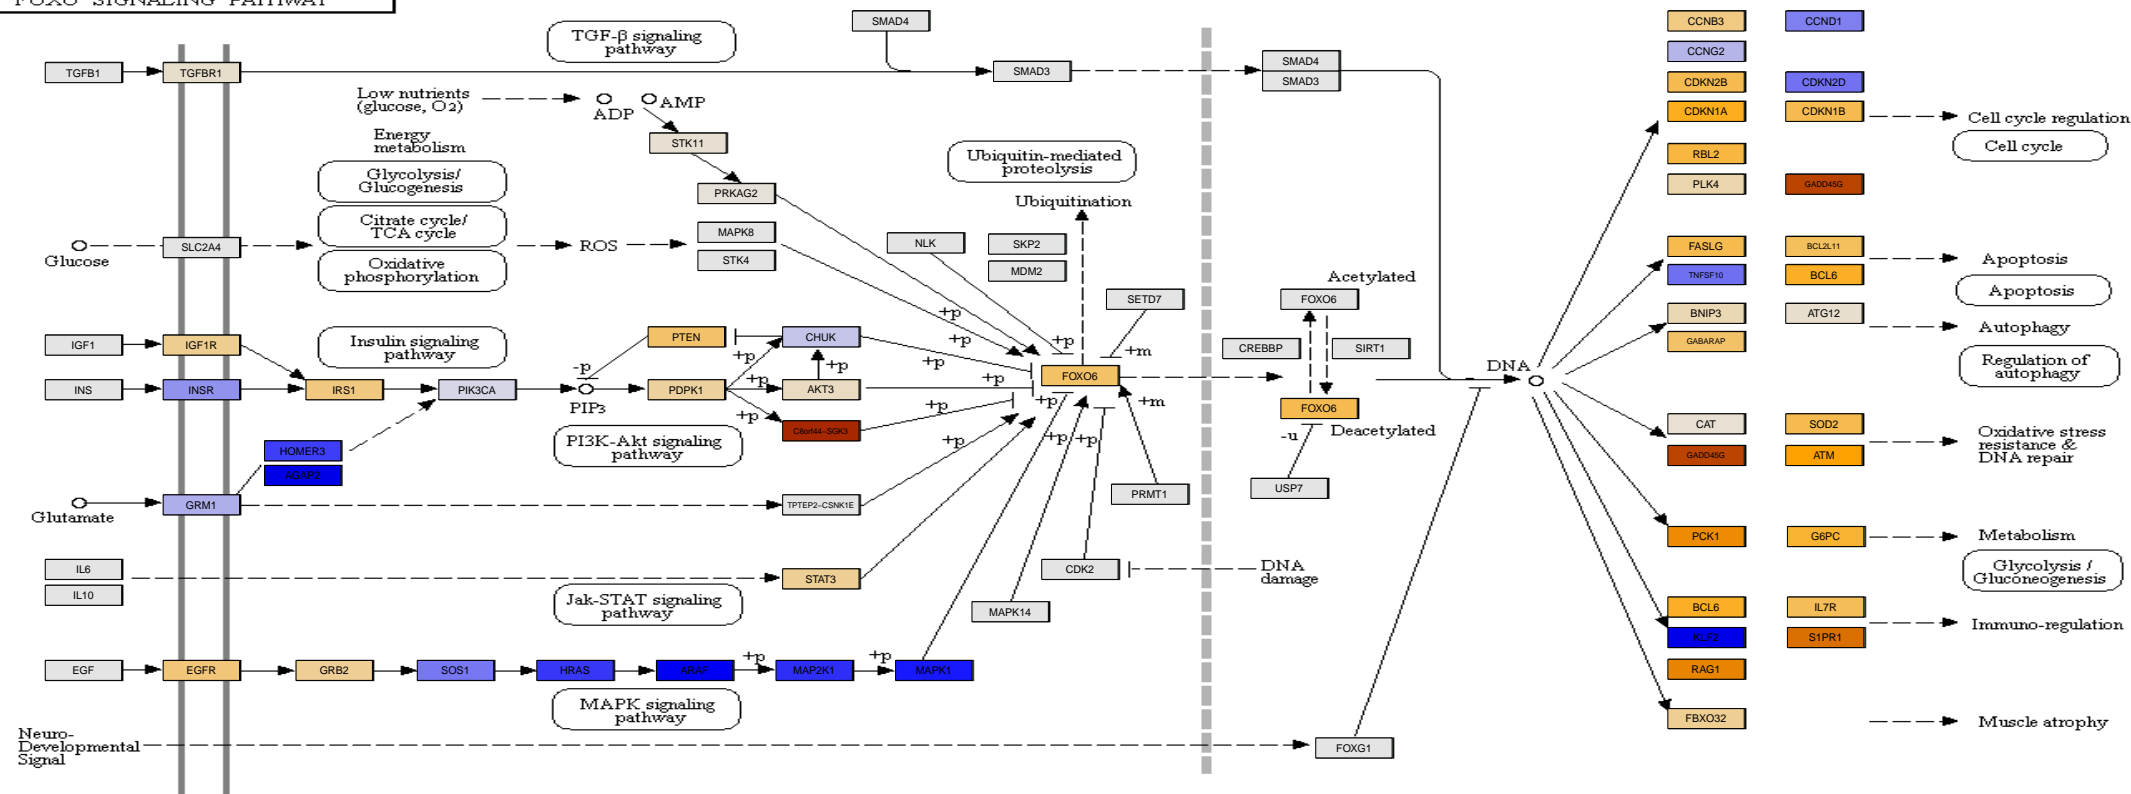 FOXO SIGNALING PATHWAY
SMAD4
TGF-β signaling
pathway
TGFB1
TGFBR1
SMAD3
SMAD4
SMAD3
Low nutrients
(glucose, O2)
ADP
AMP
Energy
metabolism
STK11
Glycolysis/
Glucogenesis
PRKAG2
Ubiquitin-mediated
proteolysis
Ubiquitination
Citrate cycle/
TCA cycle
Glucose
SLC2A4
ROS
MAPK8
STK4
NLK
SKP2
MDM2
Oxidative
phosphorylation
SETD7
Acetylated
FOXO6
CREBBP
SIRT1
FOXO6
Deacetylated
-u
USP7
IGF1
IGF1R
Insulin signaling
pathway
PTEN
CHUK
+p
+p
+p
+m
INS
INSR
IRS1
PIK3CA
-p
PIP3
PDPK1
+p
+p
+p
AKT3
+p
+p
+p
FOXO6
+m
+p
C8orf44-SGK3
+p
+p
+p
+p
+p
PI3K-Akt signaling
pathway
HOMER3
AGAP2
Glutamate
GRM1
TPTEP2-CSNK1E
PRMT1
IL6
IL10
STAT3
Jak-STAT signaling
pathway
CDK2
DNA
damage
MAPK14
EGF
EGFR
GRB2
SOS1
HRAS
ARAF
+p
MAP2K1
+p
MAPK1
MAPK signaling
pathway
Neuro-
Developmental
Signal
FOXG1
DNA
CCNB3
CCND1
CCNG2
CDKN2B
CDKN2D
CDKN1A
CDKN1B
Cell cycle regulation
Cell cycle
RBL2
PLK4
GADD45G
FASLG
BCL2L11
TNFSF10
BCL6
Apoptosis
Apoptosis
BNIP3
ATG12
GABARAP
Autophagy
Regulation of
autophagy
CAT
SOD2
GADD45G
ATM
Oxidative stress
resistance &
DNA repair
PCK1
G6PC
Metabolism
Glycolysis /
Gluconeogenesis
BCL6
IL7R
KLF2
S1PR1
Immuno-regulation
RAG1
FBXO32
Muscle atrophy